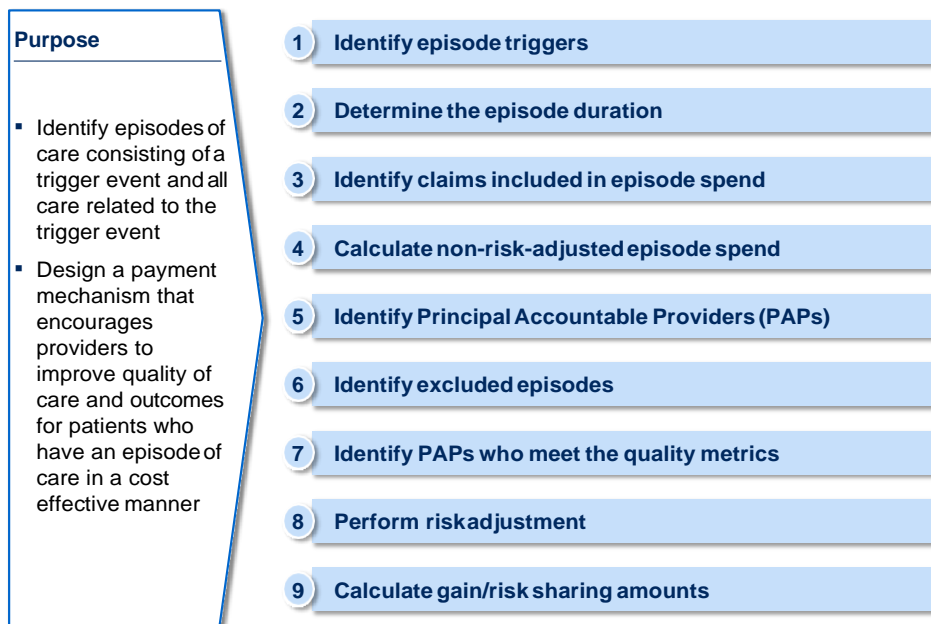 Purpose
▪ Identify episodes of
care consisting of a
trigger event and all
care related to the
trigger event
▪ Design a payment
mechanism that
encourages
providers to
improve quality of
care and outcomes
for patients who
have an episode of
care in a cost
effective manner
1 Identify episode triggers
2 Determine the episode duration
3 Identify claims included in episode spend
4 Calculate non-risk-adjusted episode spend
5 Identify Principal Accountable Providers (PAPs)
6 Identify excluded episodes
7 Identify PAPs who meet the quality metrics
8 Perform riskadjustment
9 Calculate gain/risk sharing amounts